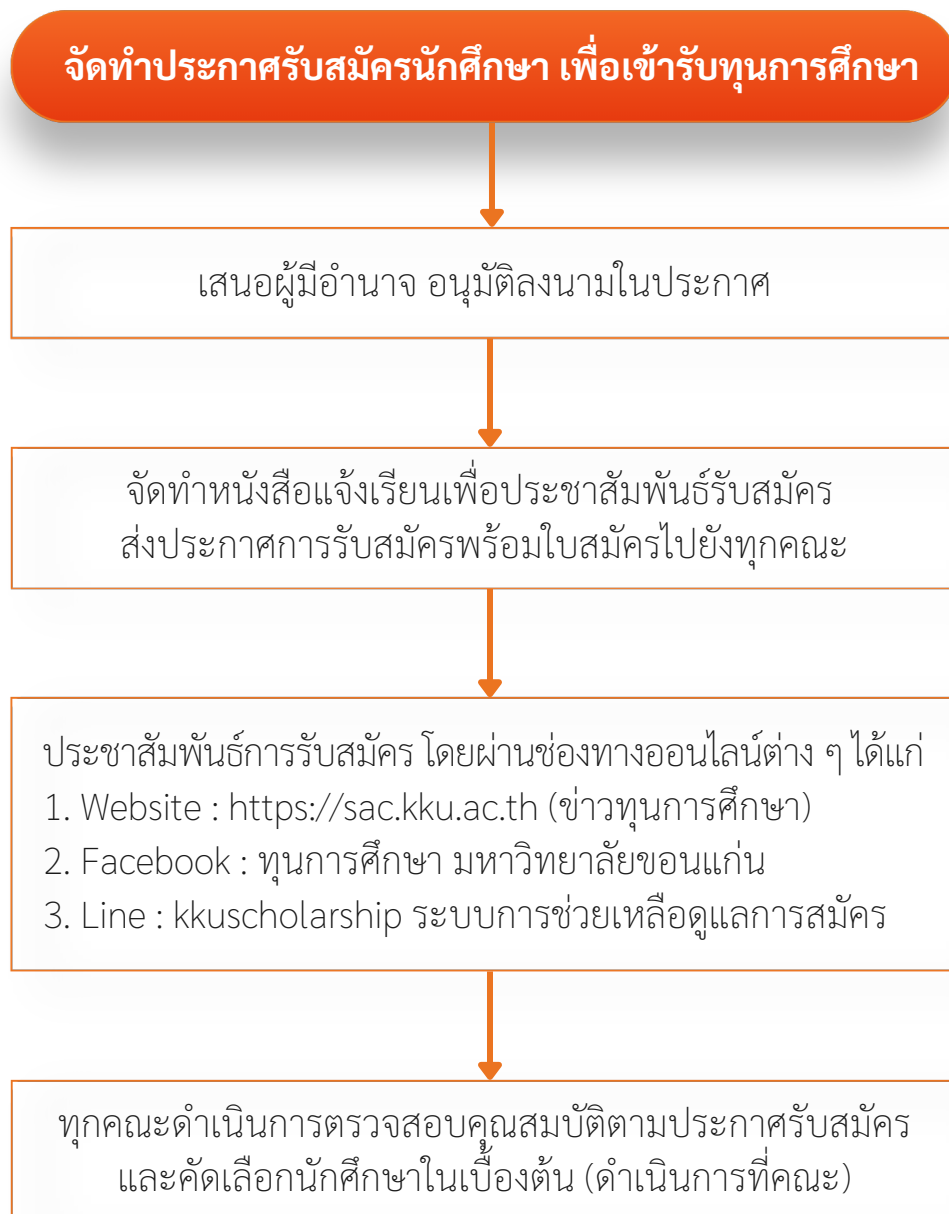 จัดทำประกาศรับสมัครนักศึกษา เพื่อเข้ารับทุนการศึกษา
เสนอผู้มีอำนาจ อนุมัติลงนามในประกาศ
จัดทำหนังสือแจ้งเรียนเพื่อประชาสัมพันธ์รับสมัคร
ส่งประกาศการรับสมัครพร้อมใบสมัครไปยังทุกคณะ
ประชาสัมพันธ์การรับสมัคร โดยผ่านช่องทางออนไลน์ต่าง ๆ ได้แก่
1. Website : https://sac.kku.ac.th (ข่าวทุนการศึกษา)
2. Facebook : ทุนการศึกษา มหาวิทยาลัยขอนแก่น
3. Line : kkuscholarship ระบบการช่วยเหลือดูแลการสมัคร
ทุกคณะดำเนินการตรวจสอบคุณสมบัติตามประกาศรับสมัคร
และคัดเลือกนักศึกษาในเบื้องต้น (ดำเนินการที่คณะ)